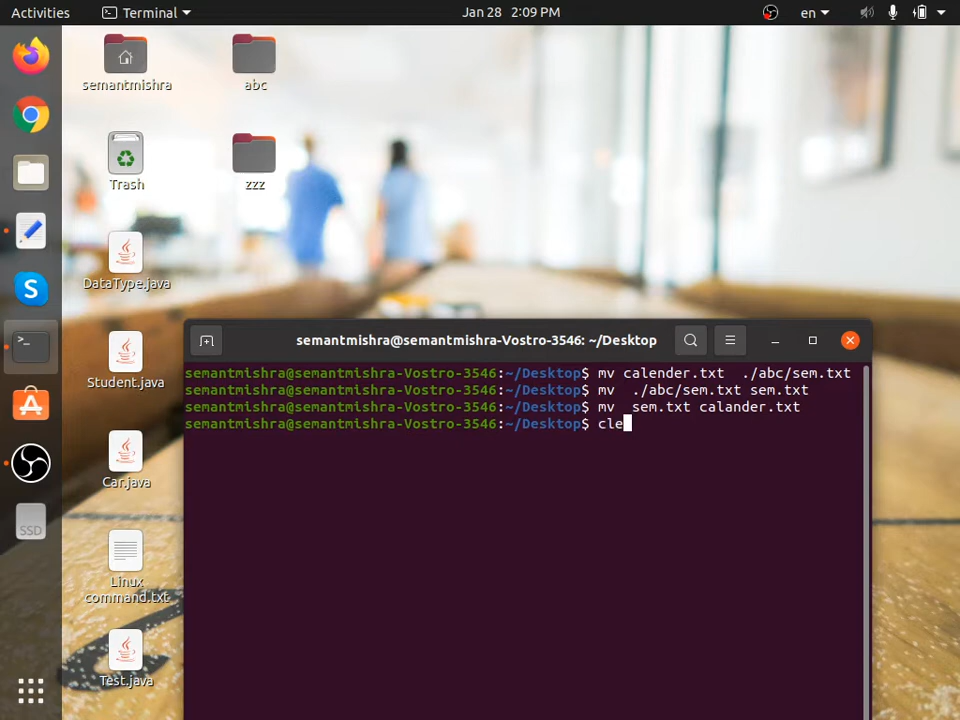 Activities
Terminal
Jan 28 2:09 PM
en
semantmishra
abc
Trash
zzz
DataType.java
Student.java
Car.java
Linux
command.txt
Test.java
S
>_
SSD
semantmishra@semantmishra-Vostro-3546: ~/Desktop
semantmishra@semantmishra-Vostro-3546:~/Desktop$ mv calender.txt  ./abc/sem.txt
semantmishra@semantmishra-Vostro-3546:~/Desktop$ mv  ./abc/sem.txt sem.txt
semantmishra@semantmishra-Vostro-3546:~/Desktop$ mv  sem.txt calander.txt
semantmishra@semantmishra-Vostro-3546:~/Desktop$ cle